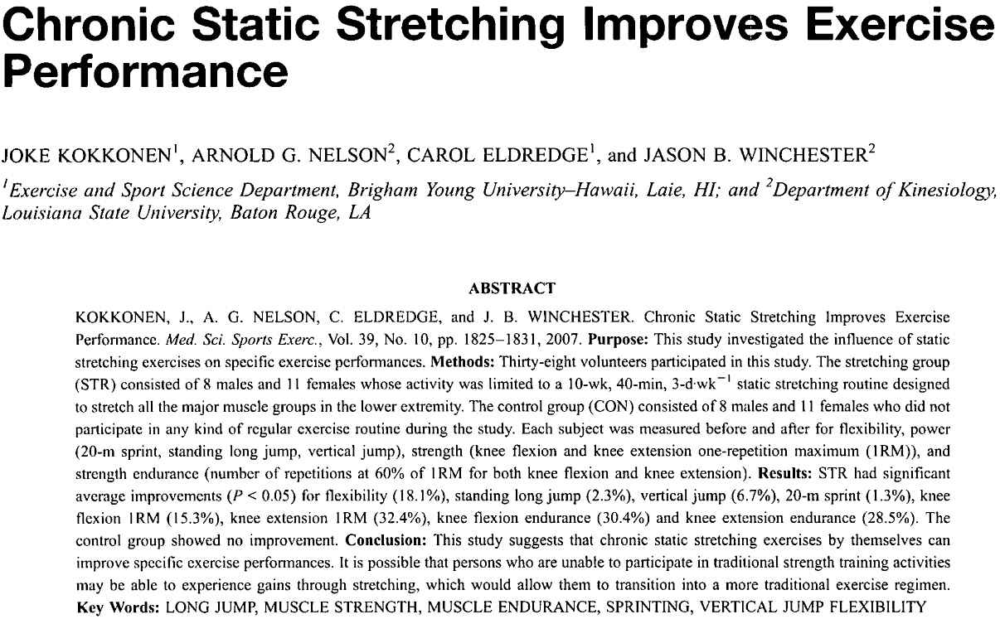 Chronic Static Stretching Improves Exercise
Performance
JOKE KOKKONEN¹, ARNOLD G. NELSON², CAROL ELDREDGE¹, and JASON B. WINCHESTER²
¹Exercise and Sport Science Department, Brigham Young University–Hawaii, Laie, HI; and ²Department of Kinesiology,
Louisiana State University, Baton Rouge, LA
ABSTRACT
KOKKONEN, J., A. G. NELSON, C. ELDREDGE, and J. B. WINCHESTER. Chronic Static Stretching Improves Exercise
Performance. Med. Sci. Sports Exerc., Vol. 39, No. 10, pp. 1825–1831, 2007. Purpose: This study investigated the influence of static
stretching exercises on specific exercise performances. Methods: Thirty-eight volunteers participated in this study. The stretching group
(STR) consisted of 8 males and 11 females whose activity was limited to a 10-wk, 40-min, 3-d·wk⁻¹ static stretching routine designed
to stretch all the major muscle groups in the lower extremity. The control group (CON) consisted of 8 males and 11 females who did not
participate in any kind of regular exercise routine during the study. Each subject was measured before and after for flexibility, power
(20-m sprint, standing long jump, vertical jump), strength (knee flexion and knee extension one-repetition maximum (1RM)), and
strength endurance (number of repetitions at 60% of 1RM for both knee flexion and knee extension). Results: STR had significant
average improvements (P < 0.05) for flexibility (18.1%), standing long jump (2.3%), vertical jump (6.7%), 20-m sprint (1.3%), knee
flexion 1RM (15.3%), knee extension 1RM (32.4%), knee flexion endurance (30.4%) and knee extension endurance (28.5%). The
control group showed no improvement. Conclusion: This study suggests that chronic static stretching exercises by themselves can
improve specific exercise performances. It is possible that persons who are unable to participate in traditional strength training activities
may be able to experience gains through stretching, which would allow them to transition into a more traditional exercise regimen.
Key Words: LONG JUMP, MUSCLE STRENGTH, MUSCLE ENDURANCE, SPRINTING, VERTICAL JUMP FLEXIBILITY